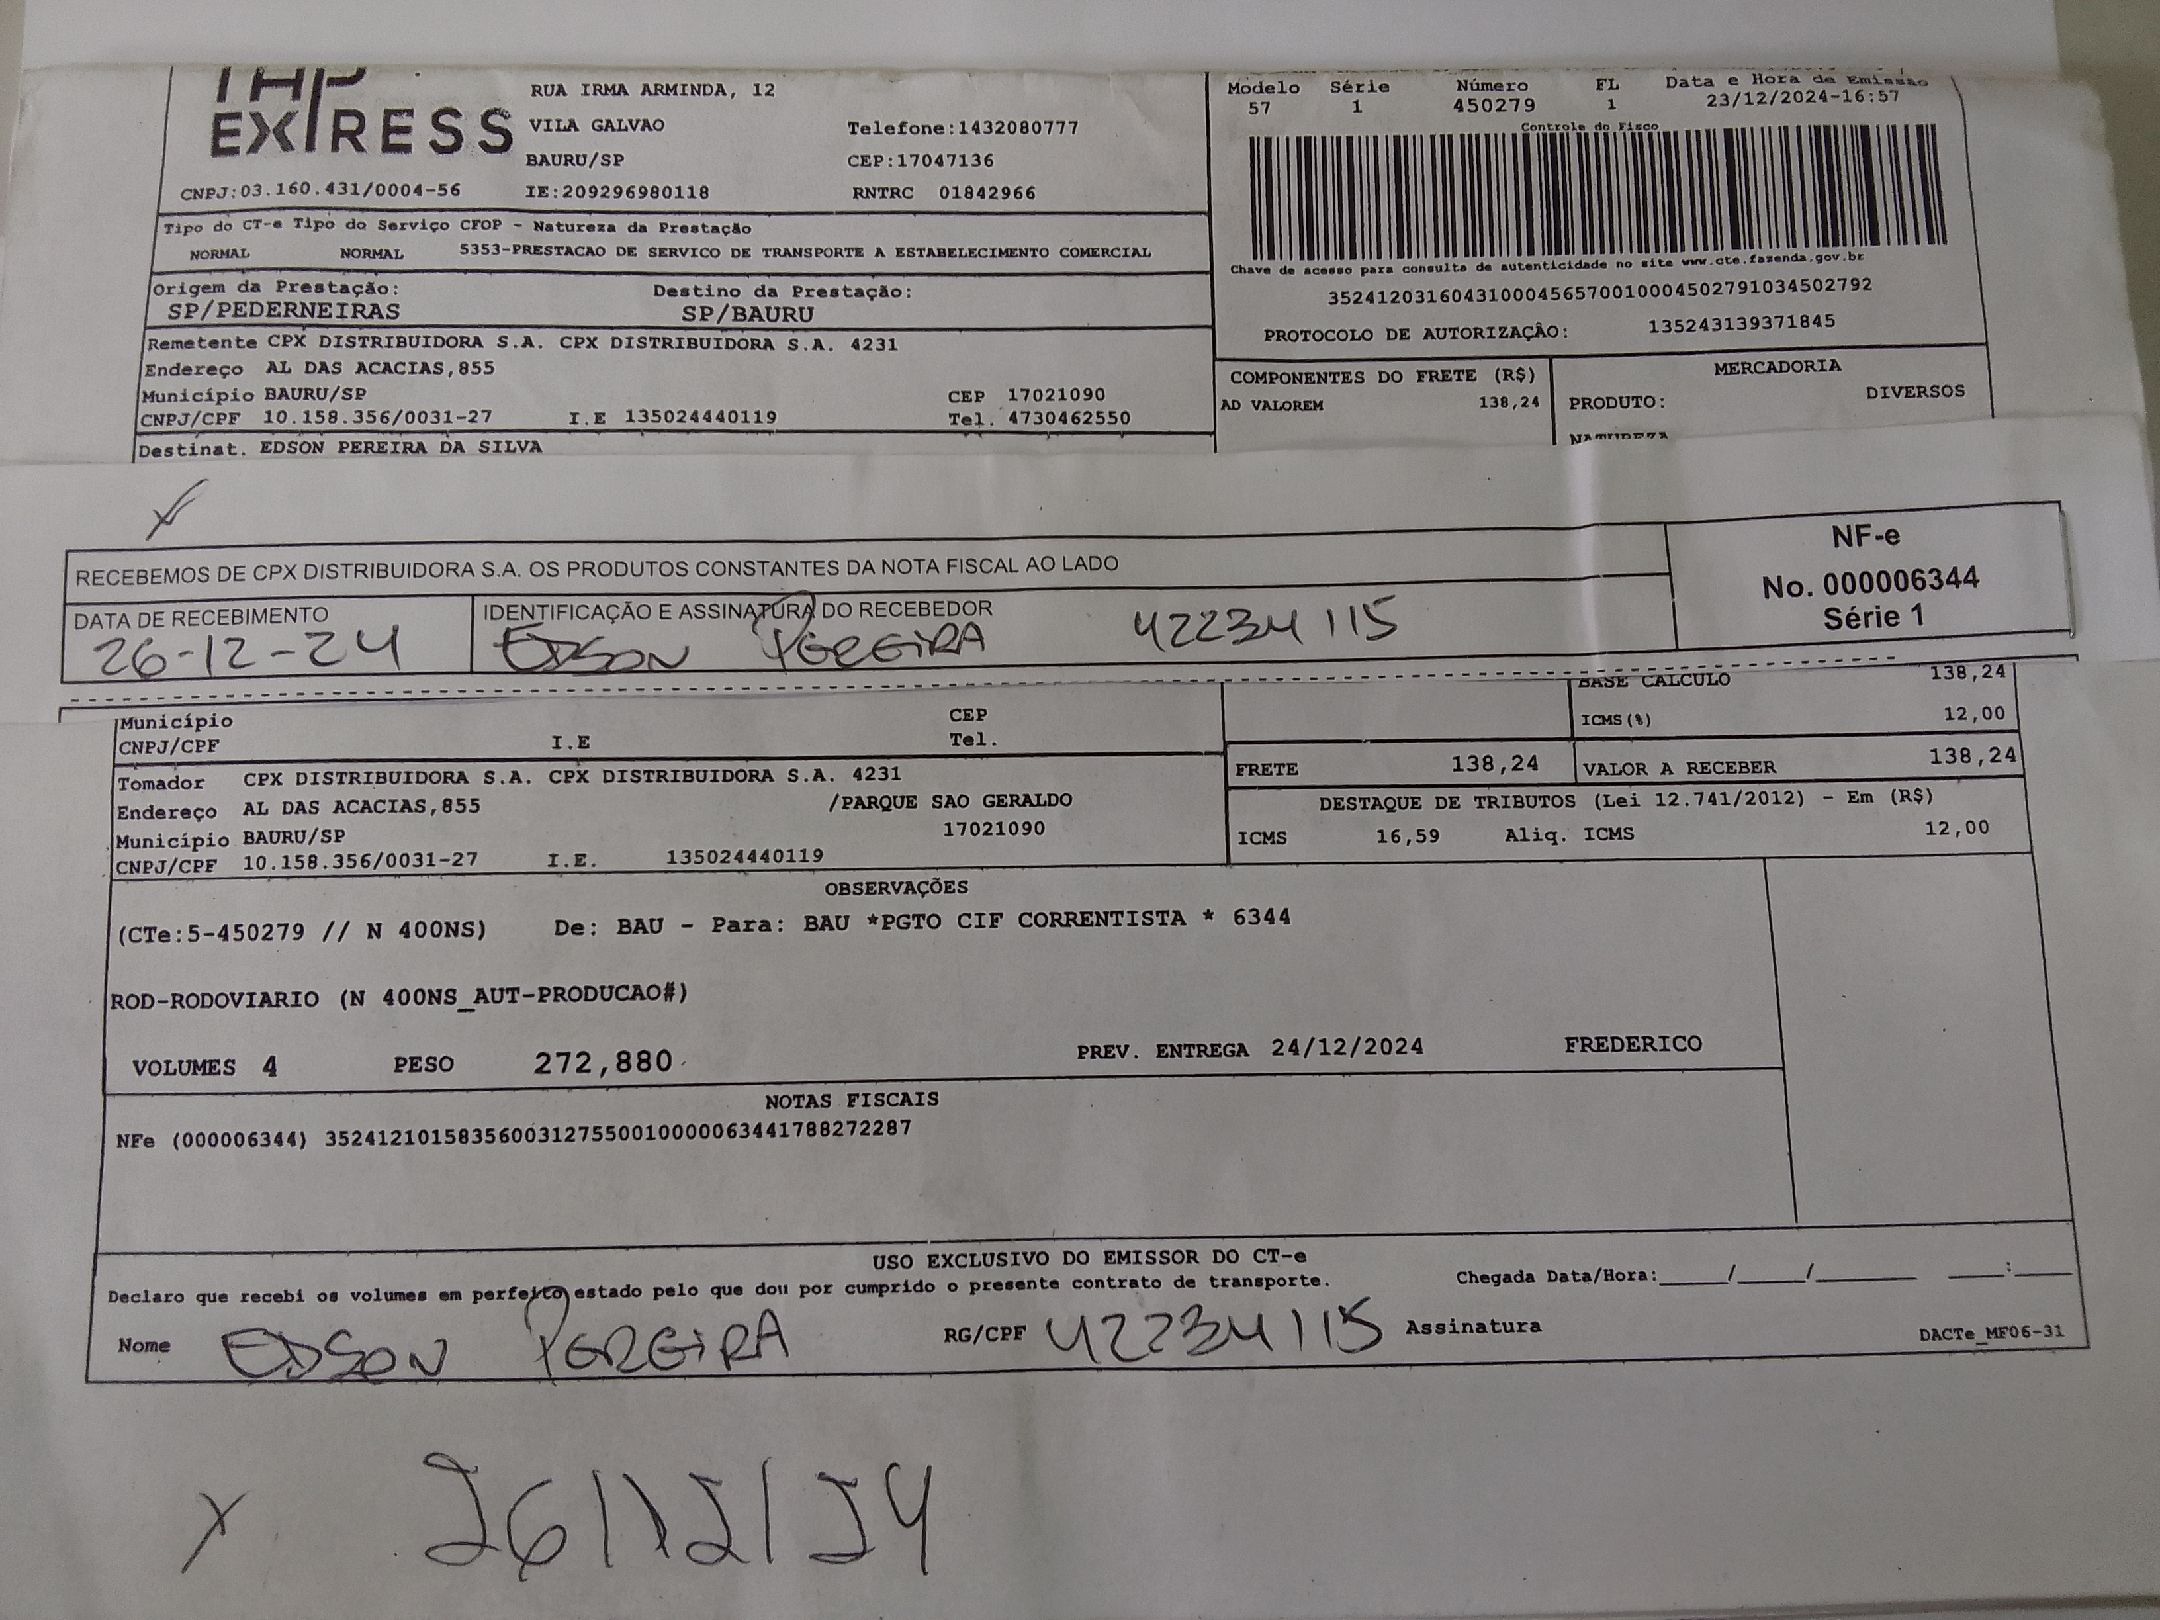 EXPRESS
RUA IRMA ARMINDA, 12
VILA GALVAO
Telefone:1432080777
BAURU/SP
CEP:17047136
CNPJ:03.160.431/0004-56 IE:209296980118 RNTRC 01842966
Modelo Série Número FL Data e Hora de Emissão
57 1 450279 1 23/12/2024-16:57
Controle do Fisco
Chave de acesso para consulta de autenticidade no site www.cte.fazenda.gov.br
35241203160431000456570010004502791034502792
PROTOCOLO DE AUTORIZAÇÂO: 135243139371845
Tipo do CT-e Tipo do Serviço CFOP - Natureza da Prestação
NORMAL NORMAL 5353-PRESTACAO DE SERVICO DE TRANSPORTE A ESTABELECIMENTO COMERCIAL
Origem da Prestação: Destino da Prestação:
SP/PEDERNEIRAS SP/BAURU
Remetente CPX DISTRIBUIDORA S.A. CPX DISTRIBUIDORA S.A. 4231
Endereço AL DAS ACACIAS,855
Município BAURU/SP CEP 17021090
CNPJ/CPF 10.158.356/0031-27 I.E 135024440119 Tel. 4730462550
Destinat. EDSON PEREIRA DA SILVA
COMPONENTES DO FRETE (R$)
AD VALOREM 138,24
MERCADORIA
PRODUTO: DIVERSOS
NATUREZA
RECEBEMOS DE CPX DISTRIBUIDORA S.A. OS PRODUTOS CONSTANTES DA NOTA FISCAL AO LADO
NF-e
No. 000006344
Série 1
DATA DE RECEBIMENTO
26-12-24
IDENTIFICAÇÃO E ASSINATURA DO RECEBEDOR
EDSON PEREIRA 42234115
BASE CALCULO 138,24
ICMS(%) 12,00
Município CEP
CNPJ/CPF I.E Tel.
FRETE 138,24 VALOR A RECEBER 138,24
Tomador CPX DISTRIBUIDORA S.A. CPX DISTRIBUIDORA S.A. 4231
Endereço AL DAS ACACIAS,855 /PARQUE SAO GERALDO
Município BAURU/SP 17021090
CNPJ/CPF 10.158.356/0031-27 I.E. 135024440119
DESTAQUE DE TRIBUTOS (Lei 12.741/2012) - Em (R$)
ICMS 16,59 Aliq. ICMS 12,00
OBSERVAÇÕES
(CTe:5-450279 // N 400NS) De: BAU - Para: BAU *PGTO CIF CORRENTISTA * 6344
ROD-RODOVIARIO (N 400NS_AUT-PRODUCAO#)
VOLUMES 4 PESO 272,880 PREV. ENTREGA 24/12/2024 FREDERICO
NOTAS FISCAIS
NFe (000006344) 35241210158356003127550010000063441788272287
USO EXCLUSIVO DO EMISSOR DO CT-e
Declaro que recebi os volumes em perfeito estado pelo que dou por cumprido o presente contrato de transporte. Chegada Data/Hora:_____/_____/_______ ____:____
Nome EDSON PEREIRA RG/CPF 42234115 Assinatura DACTe_MF06-31
x 26/12/24